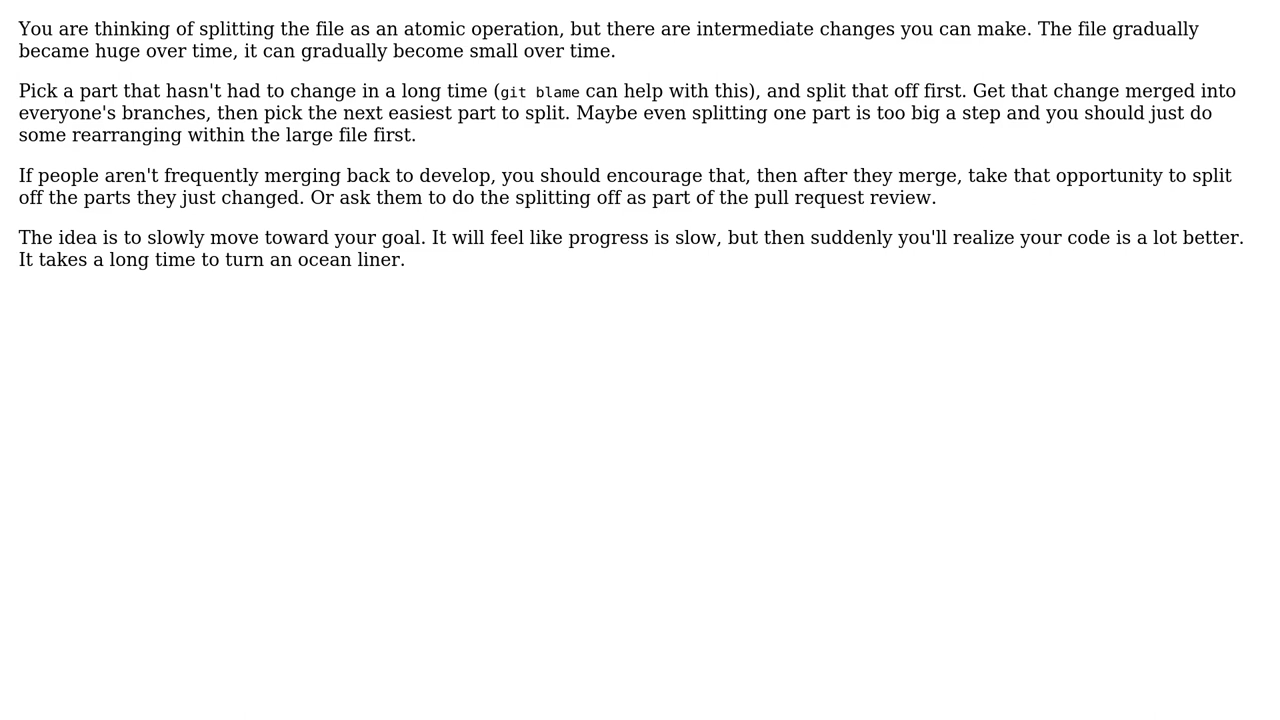 You are thinking of splitting the file as an atomic operation, but there are intermediate changes you can make. The file gradually
became huge over time, it can gradually become small over time.
Pick a part that hasn't had to change in a long time (git blame can help with this), and split that off first. Get that change merged into
everyone's branches, then pick the next easiest part to split. Maybe even splitting one part is too big a step and you should just do
some rearranging within the large file first.
If people aren't frequently merging back to develop, you should encourage that, then after they merge, take that opportunity to split
off the parts they just changed. Or ask them to do the splitting off as part of the pull request review.
The idea is to slowly move toward your goal. It will feel like progress is slow, but then suddenly you'll realize your code is a lot better.
It takes a long time to turn an ocean liner.